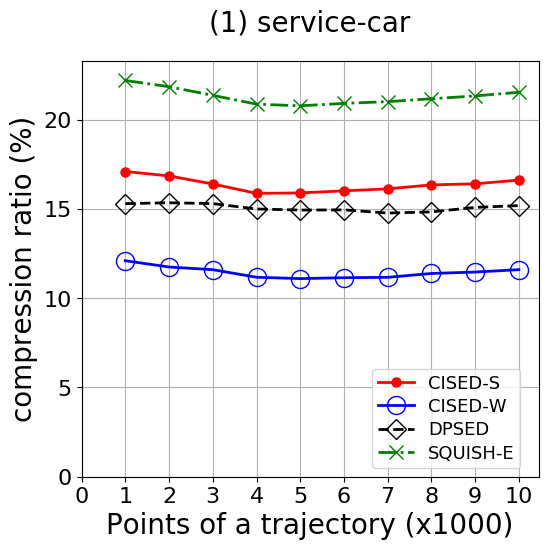 (1) service-car
compression ratio (%)
20
15
10
5
0
CISED-S
CISED-W
DPSED
SQUISH-E
0 1 2 3 4 5 6 7 8 9 10
Points of a trajectory (x1000)